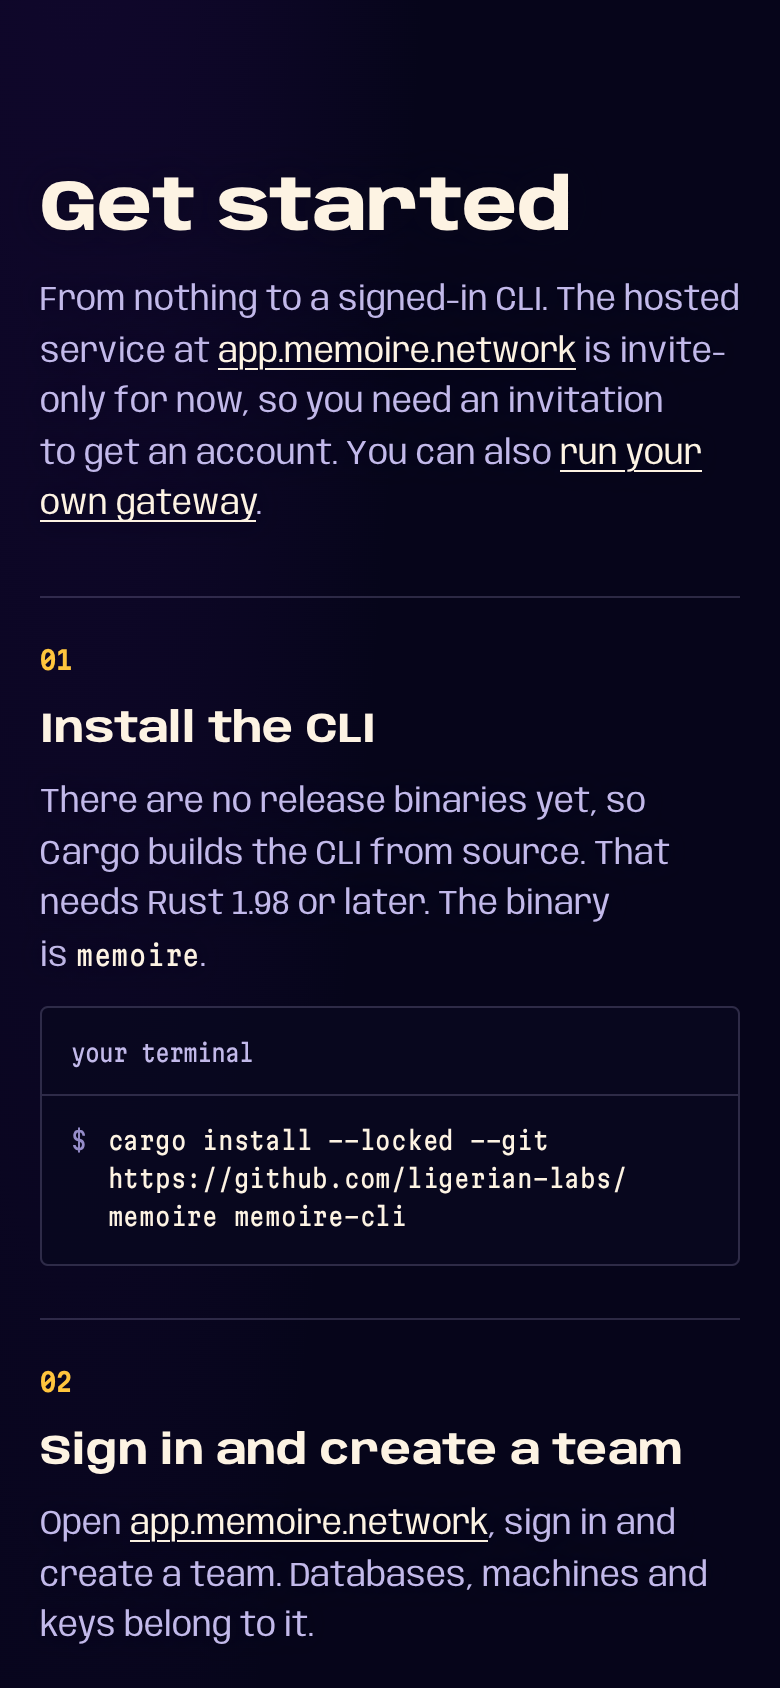 Get started
From nothing to a signed-in CLI. The hosted
service at app.memoire.network is invite-
only for now, so you need an invitation
to get an account. You can also run your
own gateway.
01
Install the CLI
There are no release binaries yet, so
Cargo builds the CLI from source. That
needs Rust 1.98 or later. The binary
is memoire.
your terminal
$ cargo install --locked --git
https://github.com/ligerian-labs/
memoire memoire-cli
02
Sign in and create a team
Open app.memoire.network, sign in and
create a team. Databases, machines and
keys belong to it.